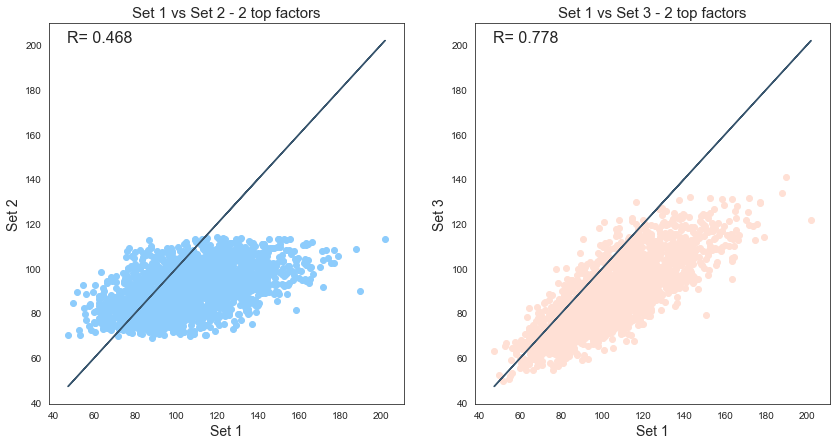 Set 1 vs Set 2 - 2 top factors
R= 0.468
200
180
160
140
120
100
80
60
40
Set 2
40 60 80 100 120 140 160 180 200
Set 1
Set 1 vs Set 3 - 2 top factors
R= 0.778
200
180
160
140
120
100
80
60
40
Set 3
40 60 80 100 120 140 160 180 200
Set 1